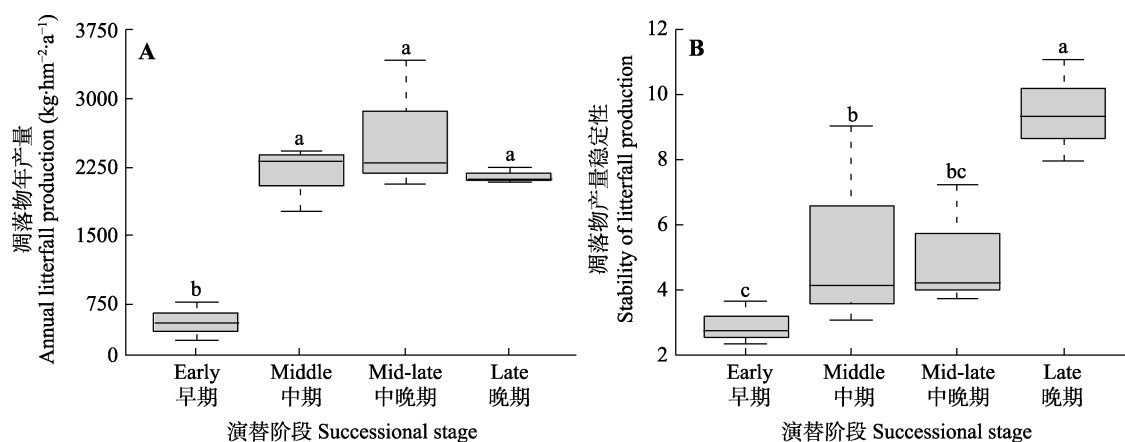 A
凋落物年产量
Annual litterfall production (kg·hm⁻²·a⁻¹)
3750
3000
2250
1500
750
0
b
a
a
a
Early
早期
Middle
中期
Mid-late
中晚期
Late
晚期
演替阶段 Successional stage
B
凋落物产量稳定性
Stability of litterfall production
12
10
8
6
4
2
c
b
bc
a
Early
早期
Middle
中期
Mid-late
中晚期
Late
晚期
演替阶段 Successional stage